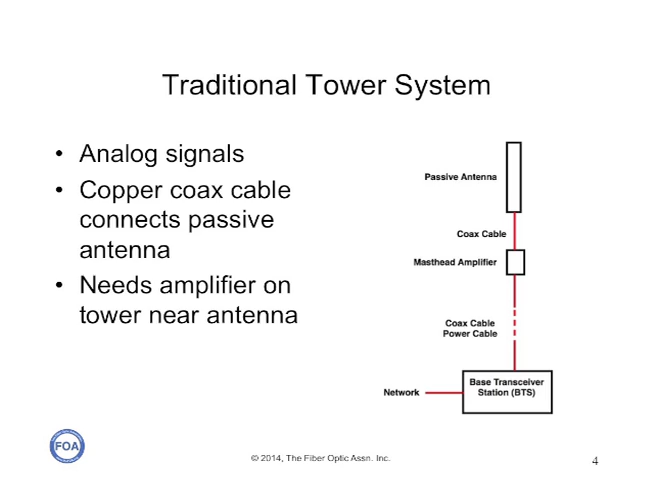 Traditional Tower System
• Analog signals
• Copper coax cable
connects passive
antenna
• Needs amplifier on
tower near antenna
Passive Antenna
Coax Cable
Masthead Amplifier
Coax Cable
Power Cable
Base Transceiver
Station (BTS)
Network
FOA
© 2014, The Fiber Optic Assn. Inc.
4